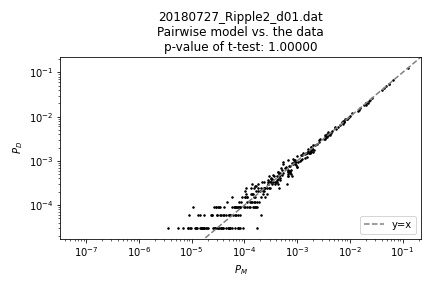 20180727_Ripple2_d01.dat
Pairwise model vs. the data
p-value of t-test: 1.00000
10⁻¹
10⁻²
10⁻³
10⁻⁴
P_D
y=x
10⁻⁷ 10⁻⁶ 10⁻⁵ 10⁻⁴ 10⁻³ 10⁻² 10⁻¹
P_M